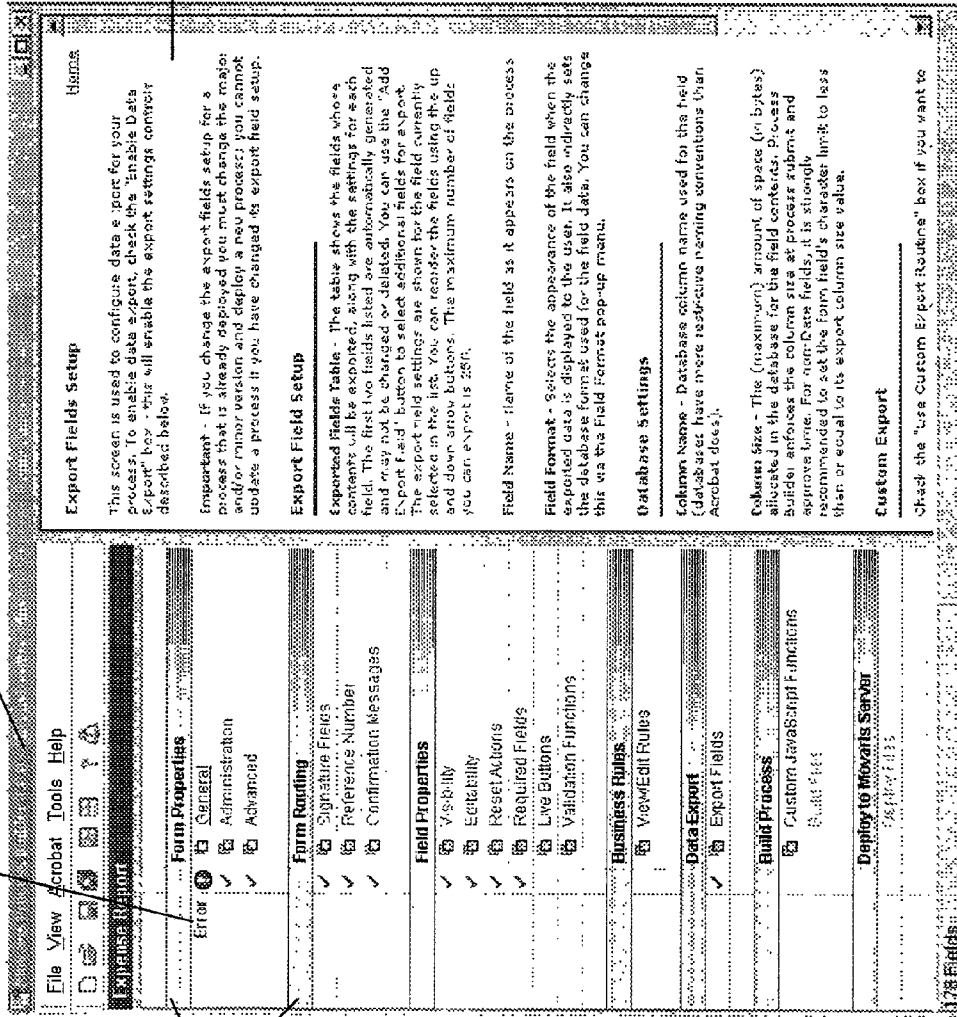 File View Acrobat Tools Help
Expense Report
Form Properties
Error General
Administration
Advanced
Form Routing
Signature Fields
Reference Number
Confirmation Messages
Field Properties
Visibility
Editability
Reset Actions
Required Fields
Live Buttons
Validation Functions
Business Rules
View/Edit Rules
Data Export
Export Fields
Build Process
Custom JavaScript Functions
Build Files
Deploy to Movaris Server
Deploy Files
178 Fields
Export Fields Setup Home
This screen is used to configure data export for your
process. To enable data export, check the "Enable Data
Export" box - this will enable the export settings controls
described below.
Important - If you change the export fields setup for a
process that is already deployed you must change the major
and/or minor version and deploy a new process; you cannot
update a process if you have changed its export field setup.
Export Field Setup
Exported Fields Table - The table shows the fields whose
contents will be exported, along with the settings for each
field. The first two fields listed are automatically generated
and may not be changed or deleted. You can use the "Add
Export Field" button to select additional fields for export.
The export field settings are shown for the field currently
selected in the list. You can reorder the fields using the up
and down arrow buttons. The maximum number of fields
you can export is 250.
Field Name - Name of the field as it appears on the process
Field Format - Selects the appearance of the field when the
exported data is displayed to the user. It also indirectly sets
the database format used for the field data. You can change
this via the Field Format pop-up menu.
Database Settings
Column Name - Database column name used for the field
(databases have more restrictive naming conventions than
Acrobat does).
Column Size - The (maximum) amount of space (in bytes)
allocated in the database for the field contents. Process
Builder enforces the column size at process submit and
approve time. For non-Date fields, it is strongly
recommended to set the form field's character limit to less
than or equal to its export column size value.
Custom Export
Check the "Use Custom Export Routine" box if you want to